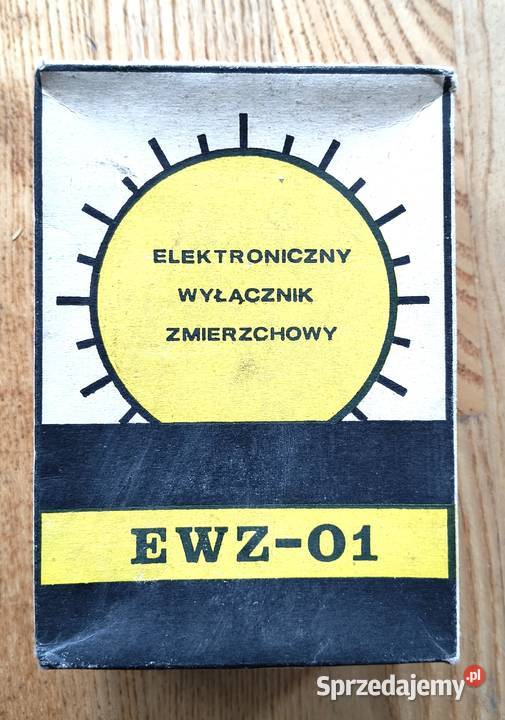 ELEKTRONICZNY
WYŁĄCZNIK
ZMIERZCHOWY
EWZ-01
Sprzedajemy.pl